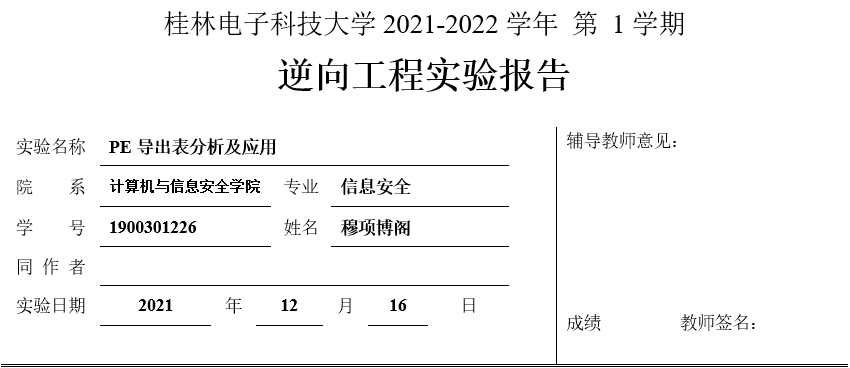 桂林电子科技大学 2021-2022 学年 第 1 学期
逆向工程实验报告
实验名称 PE 导出表分析及应用
院 系 计算机与信息安全学院 专业 信息安全
学 号 1900301226 姓名 穆项博阁
同 作 者
实验日期 2021 年 12 月 16 日
辅导教师意见：
成绩 教师签名：